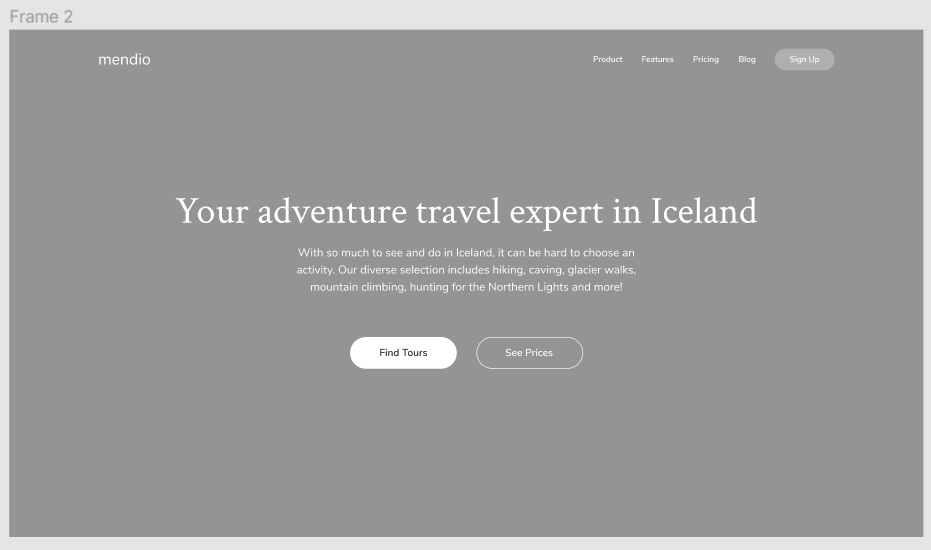 Frame 2
mendio
Product Features Pricing Blog Sign Up
Your adventure travel expert in Iceland
With so much to see and do in Iceland, it can be hard to choose an
activity. Our diverse selection includes hiking, caving, glacier walks,
mountain climbing, hunting for the Northern Lights and more!
Find Tours See Prices